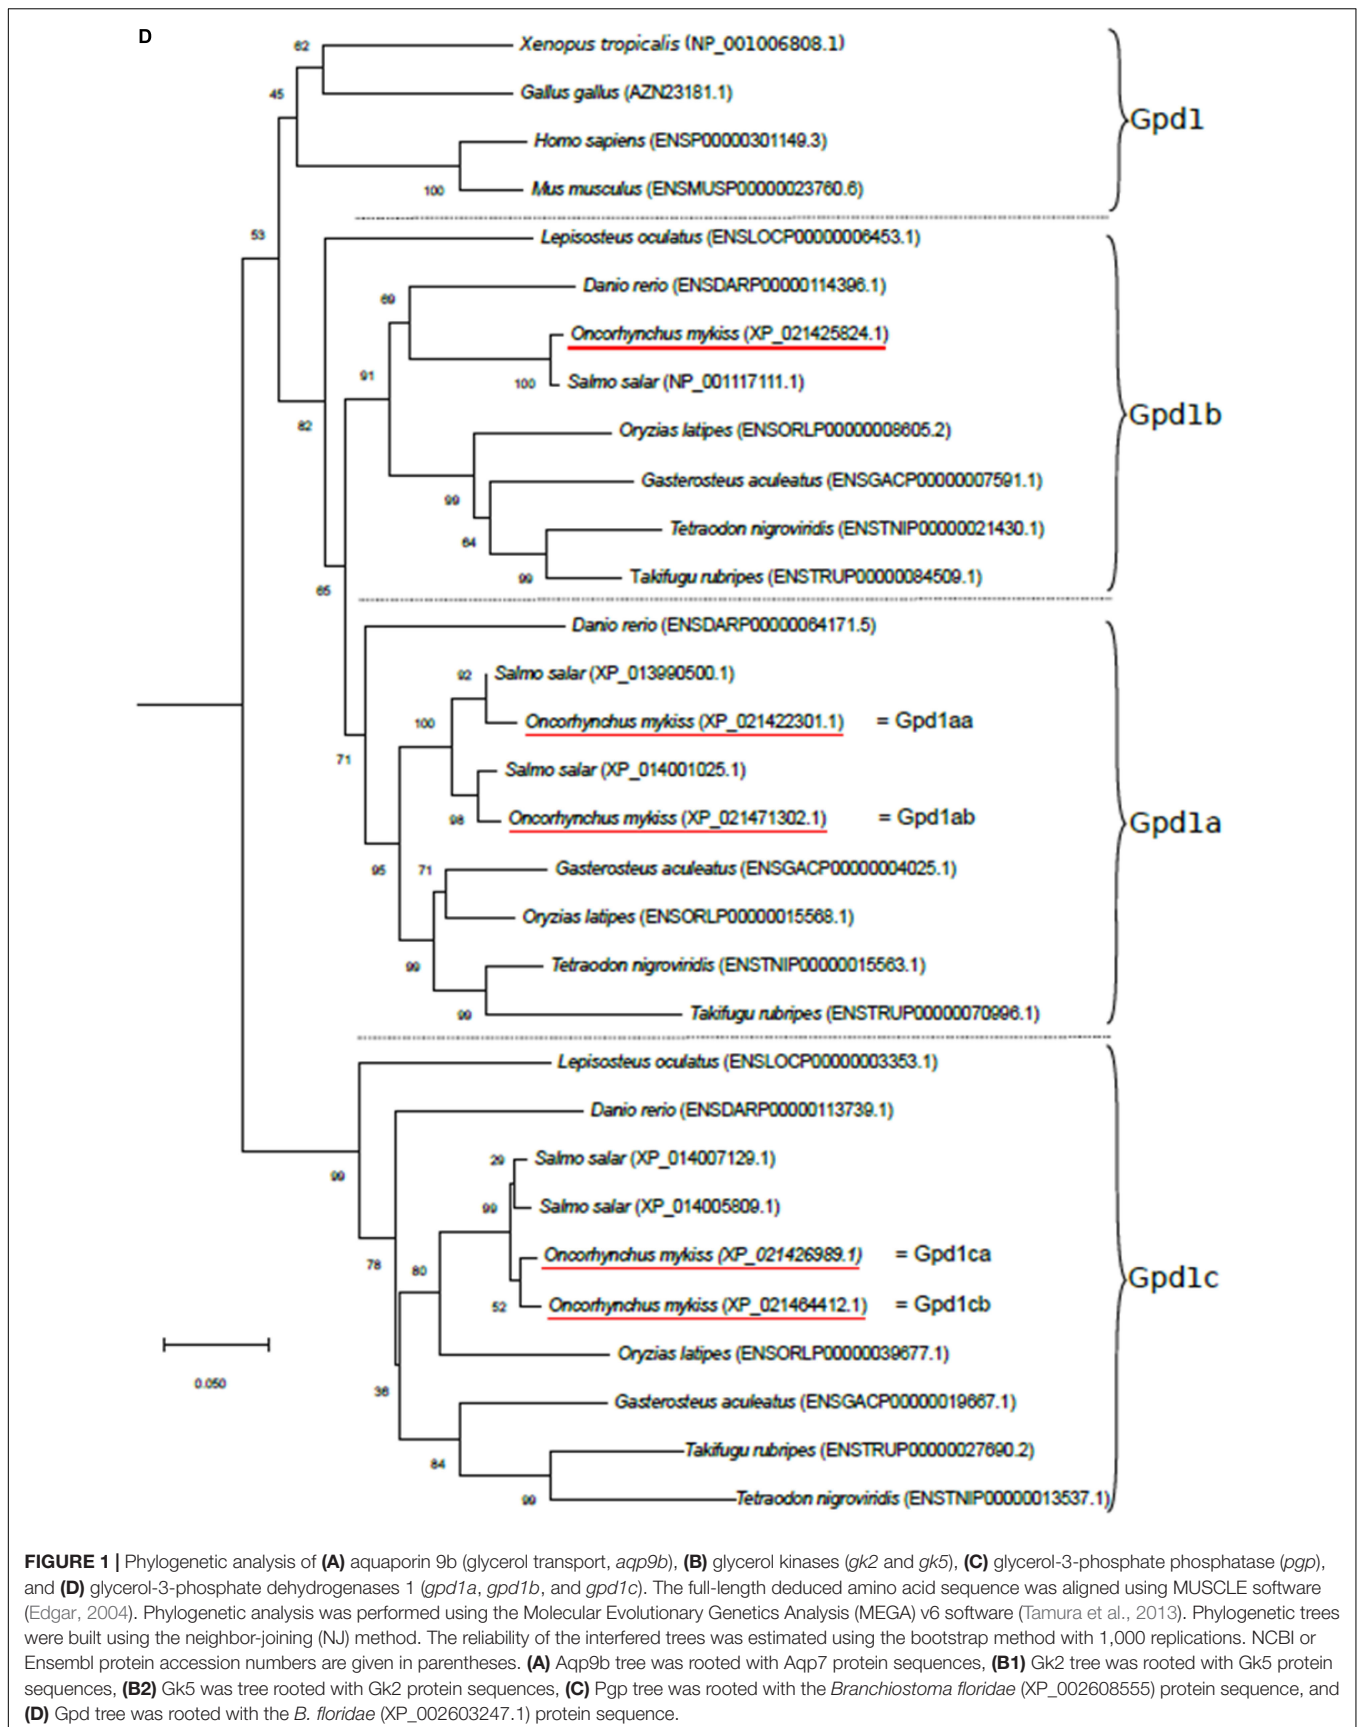 D
62
Xenopus tropicalis (NP_001006808.1)
Gallus gallus (AZN23181.1)
45
Gpd1
Homo sapiens (ENSP00000301149.3)
100
Mus musculus (ENSMUSP00000023760.6)
53
Lepisosteus oculatus (ENSLOCP00000006453.1)
Danio rerio (ENSDARP00000114396.1)
69
Oncorhynchus mykiss (XP_021425824.1)
91
100
Salmo salar (NP_001117111.1)
Gpd1b
82
Oryzias latipes (ENSORLP00000008605.2)
Gasterosteus aculeatus (ENSGACP00000007591.1)
99
Tetraodon nigroviridis (ENSTNIP00000021430.1)
64
99
Takifugu rubripes (ENSTRUP00000084509.1)
65
Danio rerio (ENSDARP00000064171.5)
92
Salmo salar (XP_013990500.1)
100
Oncorhynchus mykiss (XP_021422301.1) = Gpd1aa
71
Salmo salar (XP_014001025.1)
98
Oncorhynchus mykiss (XP_021471302.1) = Gpd1ab
Gpd1a
95
71
Gasterosteus aculeatus (ENSGACP00000004025.1)
Oryzias latipes (ENSORLP00000015568.1)
99
Tetraodon nigroviridis (ENSTNIP00000015563.1)
99
Takifugu rubripes (ENSTRUP00000070996.1)
Lepisosteus oculatus (ENSLOCP00000003353.1)
Danio rerio (ENSDARP00000113739.1)
99
29
Salmo salar (XP_014007129.1)
99
Salmo salar (XP_014005809.1)
78
80
Oncorhynchus mykiss (XP_021426989.1) = Gpd1ca
Gpd1c
52
Oncorhynchus mykiss (XP_021464412.1) = Gpd1cb
Oryzias latipes (ENSORLP00000039677.1)
0.050
36
Gasterosteus aculeatus (ENSGACP00000019667.1)
84
Takifugu rubripes (ENSTRUP00000027690.2)
99
Tetraodon nigroviridis (ENSTNIP00000013537.1)
FIGURE 1 | Phylogenetic analysis of (A) aquaporin 9b (glycerol transport, aqp9b), (B) glycerol kinases (gk2 and gk5), (C) glycerol-3-phosphate phosphatase (pgp),
and (D) glycerol-3-phosphate dehydrogenases 1 (gpd1a, gpd1b, and gpd1c). The full-length deduced amino acid sequence was aligned using MUSCLE software
(Edgar, 2004). Phylogenetic analysis was performed using the Molecular Evolutionary Genetics Analysis (MEGA) v6 software (Tamura et al., 2013). Phylogenetic trees
were built using the neighbor-joining (NJ) method. The reliability of the interfered trees was estimated using the bootstrap method with 1,000 replications. NCBI or
Ensembl protein accession numbers are given in parentheses. (A) Aqp9b tree was rooted with Aqp7 protein sequences, (B1) Gk2 tree was rooted with Gk5 protein
sequences, (B2) Gk5 was tree rooted with Gk2 protein sequences, (C) Pgp tree was rooted with the Branchiostoma floridae (XP_002608555) protein sequence, and
(D) Gpd tree was rooted with the B. floridae (XP_002603247.1) protein sequence.